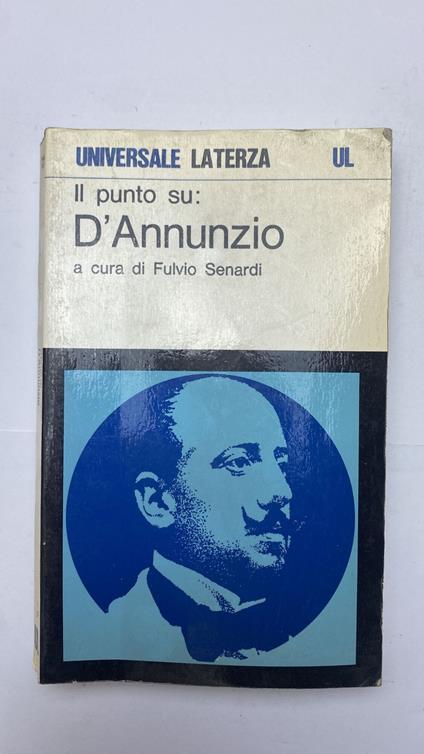 UNIVERSALE LATERZA UL
Il punto su:
D'Annunzio
a cura di Fulvio Senardi